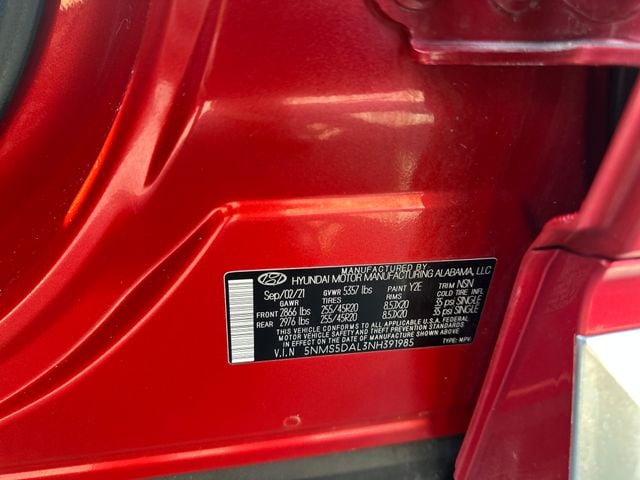 MANUFACTURED BY
HYUNDAI MOTOR MANUFACTURING ALABAMA, LLC
Sep/02/21 GVWR 5357 lbs PAINT Y2E TRIM NSN
GAWR TIRES RIMS COLD TIRE INFL
FRONT 2866 lbs 255/45R20 8.5JX20 35 psi SINGLE
REAR 2976 lbs 255/45R20 8.5JX20 35 psi SINGLE
THIS VEHICLE CONFORMS TO ALL APPLICABLE U.S. FEDERAL
MOTOR VEHICLE SAFETY AND THEFT PREVENTION STANDARDS
IN EFFECT ON THE DATE OF MANUFACTURE SHOWN ABOVE.
V.I.N 5NMS5DAL3NH391985 TYPE: MPV